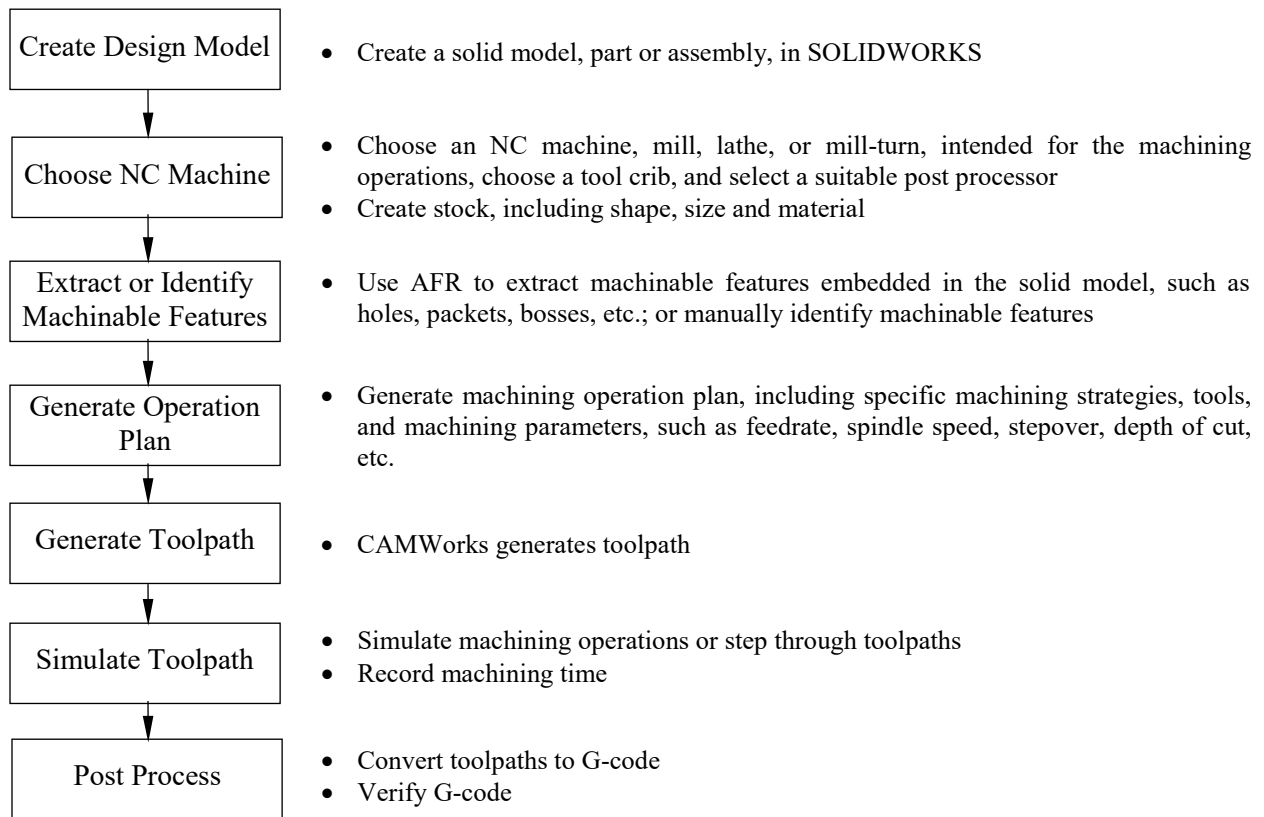 Create Design Model
• Create a solid model, part or assembly, in SOLIDWORKS
Choose NC Machine
• Choose an NC machine, mill, lathe, or mill-turn, intended for the machining
operations, choose a tool crib, and select a suitable post processor
• Create stock, including shape, size and material
Extract or Identify
Machinable Features
• Use AFR to extract machinable features embedded in the solid model, such as
holes, packets, bosses, etc.; or manually identify machinable features
Generate Operation
Plan
• Generate machining operation plan, including specific machining strategies, tools,
and machining parameters, such as feedrate, spindle speed, stepover, depth of cut,
etc.
Generate Toolpath
• CAMWorks generates toolpath
Simulate Toolpath
• Simulate machining operations or step through toolpaths
• Record machining time
Post Process
• Convert toolpaths to G-code
• Verify G-code